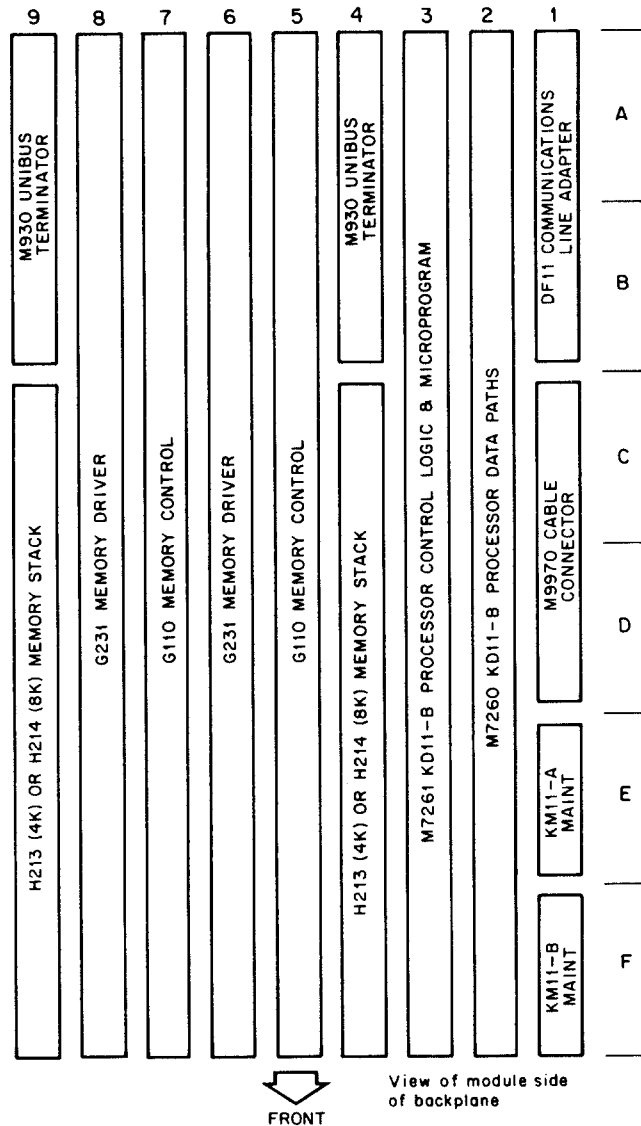 9 8 7 6 5 4 3 2 1
M930 UNIBUS
TERMINATOR
H213 (4K) OR H214 (8K) MEMORY STACK
G231 MEMORY DRIVER
G110 MEMORY CONTROL
G231 MEMORY DRIVER
G110 MEMORY CONTROL
M930 UNIBUS
TERMINATOR
H213 (4K) OR H214 (8K) MEMORY STACK
M7261 KD11-B PROCESSOR CONTROL LOGIC & MICROPROGRAM
M7260 KD11-B PROCESSOR DATA PATHS
DF11 COMMUNICATIONS
LINE ADAPTER
M9970 CABLE
CONNECTOR
KM11-A
MAINT
KM11-B
MAINT
A
B
C
D
E
F
FRONT
View of module side
of backplane